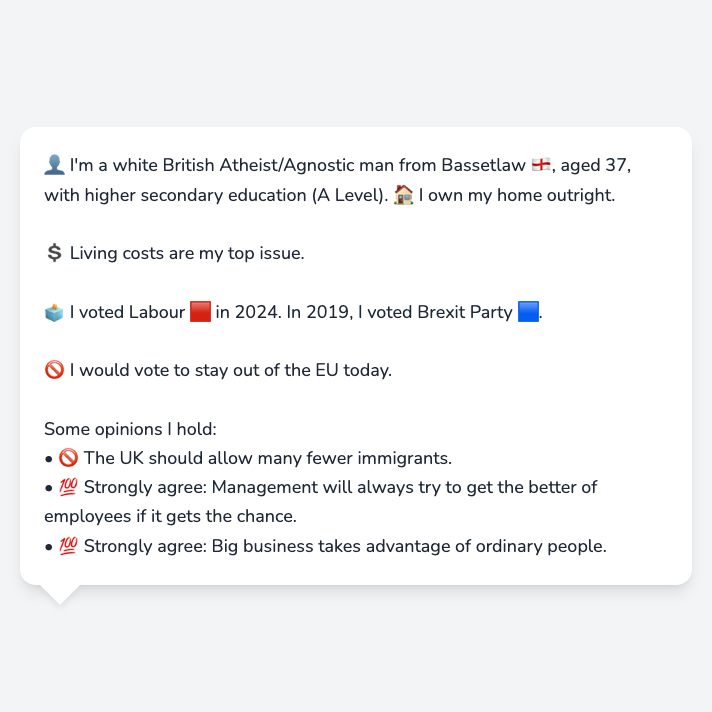 👤 I'm a white British Atheist/Agnostic man from Bassetlaw 🏴󠁧󠁢󠁥󠁮󠁧󠁿, aged 37,
with higher secondary education (A Level). 🏠 I own my home outright.
💲 Living costs are my top issue.
🗳️ I voted Labour 🟥 in 2024. In 2019, I voted Brexit Party 🟦.
🚫 I would vote to stay out of the EU today.
Some opinions I hold:
• 🚫 The UK should allow many fewer immigrants.
• 💯 Strongly agree: Management will always try to get the better of
employees if it gets the chance.
• 💯 Strongly agree: Big business takes advantage of ordinary people.